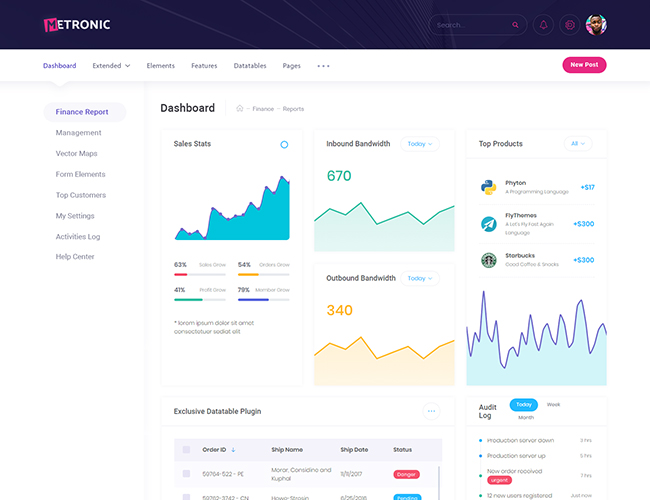 METRONIC
Search...
Dashboard Extended Elements Features Datatables Pages
New Post
Finance Report
Management
Vector Maps
Form Elements
Top Customers
My Settings
Activities Log
Help Center
Dashboard
Finance – Reports
Sales Stats
63% Sales Grow
54% Orders Grow
41% Profit Grow
79% Member Grow
* lorem ipsum dolor sit amet
consectetuer sediat elit
Inbound Bandwidth
Today
670
Outbound Bandwidth
Today
340
Top Products
All
Phyton
A Programming Language
+$17
FlyThemes
A Let's Fly Fast Again
Language
+$300
Starbucks
Good Coffee & Snacks
+$300
Exclusive Datatable Plugin
Order ID Ship Name Ship Date Status
59764-522 - PE
Moror, Considine and
Kuphal
11/11/2017
Danger
59762-3742 - CN
Howe-Strosin
6/25/2018
Pending
Audit
Log
Today Week
Month
Production server down
3 hrs
Production server up
5 hrs
New order received
urgent
7 hrs
12 new users registered
Just now